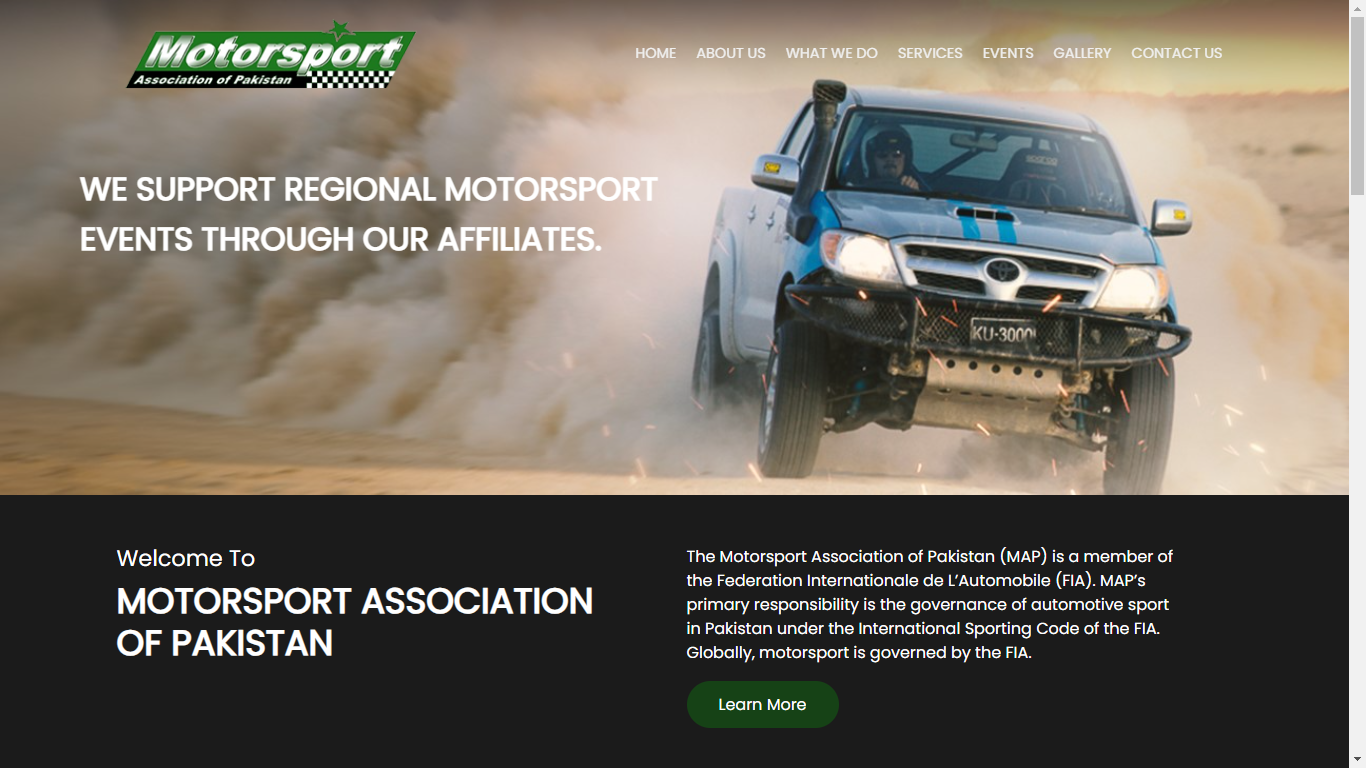 Motorsport
Association of Pakistan
HOME ABOUT US WHAT WE DO SERVICES EVENTS GALLERY CONTACT US
WE SUPPORT REGIONAL MOTORSPORT
EVENTS THROUGH OUR AFFILIATES.
sparco
KU-3000
Welcome To
MOTORSPORT ASSOCIATION
OF PAKISTAN
The Motorsport Association of Pakistan (MAP) is a member of
the Federation Internationale de L’Automobile (FIA). MAP’s
primary responsibility is the governance of automotive sport
in Pakistan under the International Sporting Code of the FIA.
Globally, motorsport is governed by the FIA.
Learn More